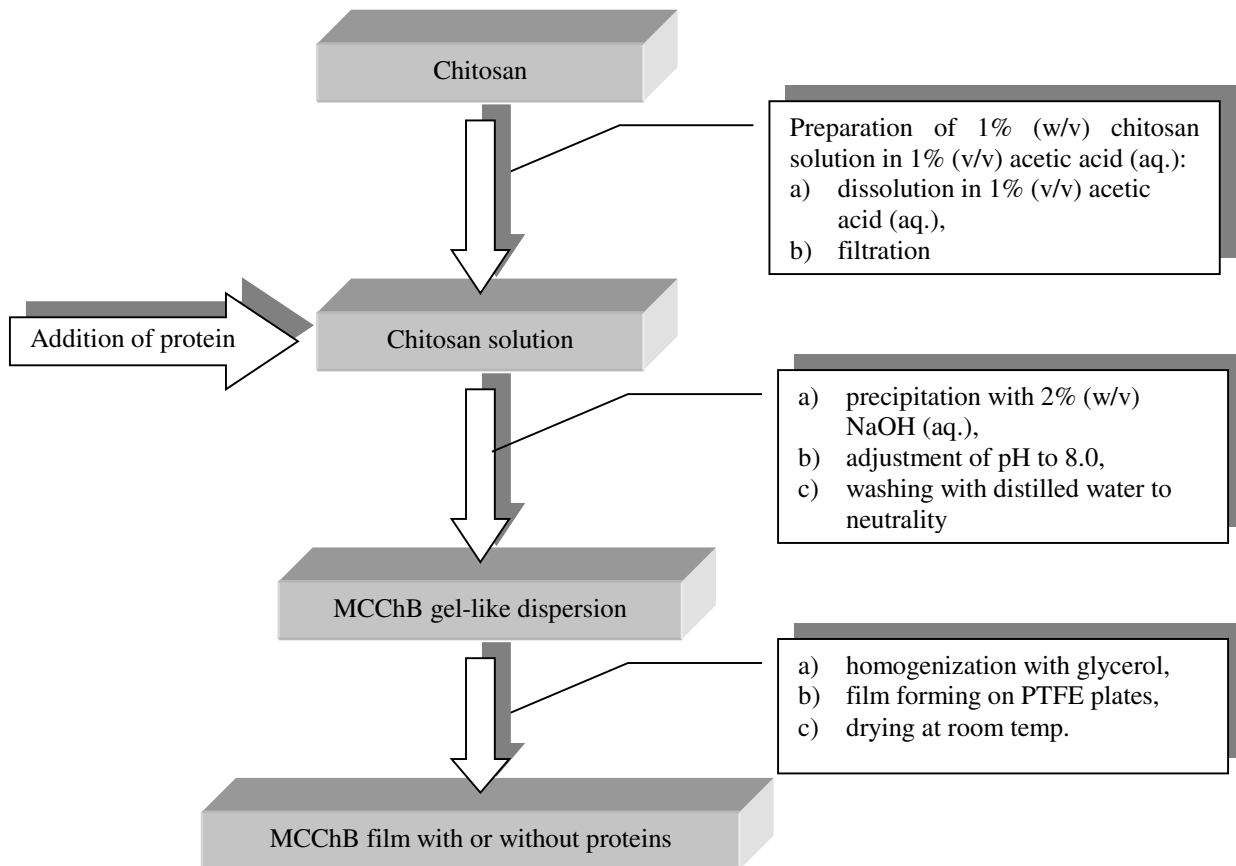 Chitosan
Preparation of 1% (w/v) chitosan
solution in 1% (v/v) acetic acid (aq.):
a) dissolution in 1% (v/v) acetic
acid (aq.),
b) filtration
Addition of protein
Chitosan solution
a) precipitation with 2% (w/v)
NaOH (aq.),
b) adjustment of pH to 8.0,
c) washing with distilled water to
neutrality
MCChB gel-like dispersion
a) homogenization with glycerol,
b) film forming on PTFE plates,
c) drying at room temp.
MCChB film with or without proteins